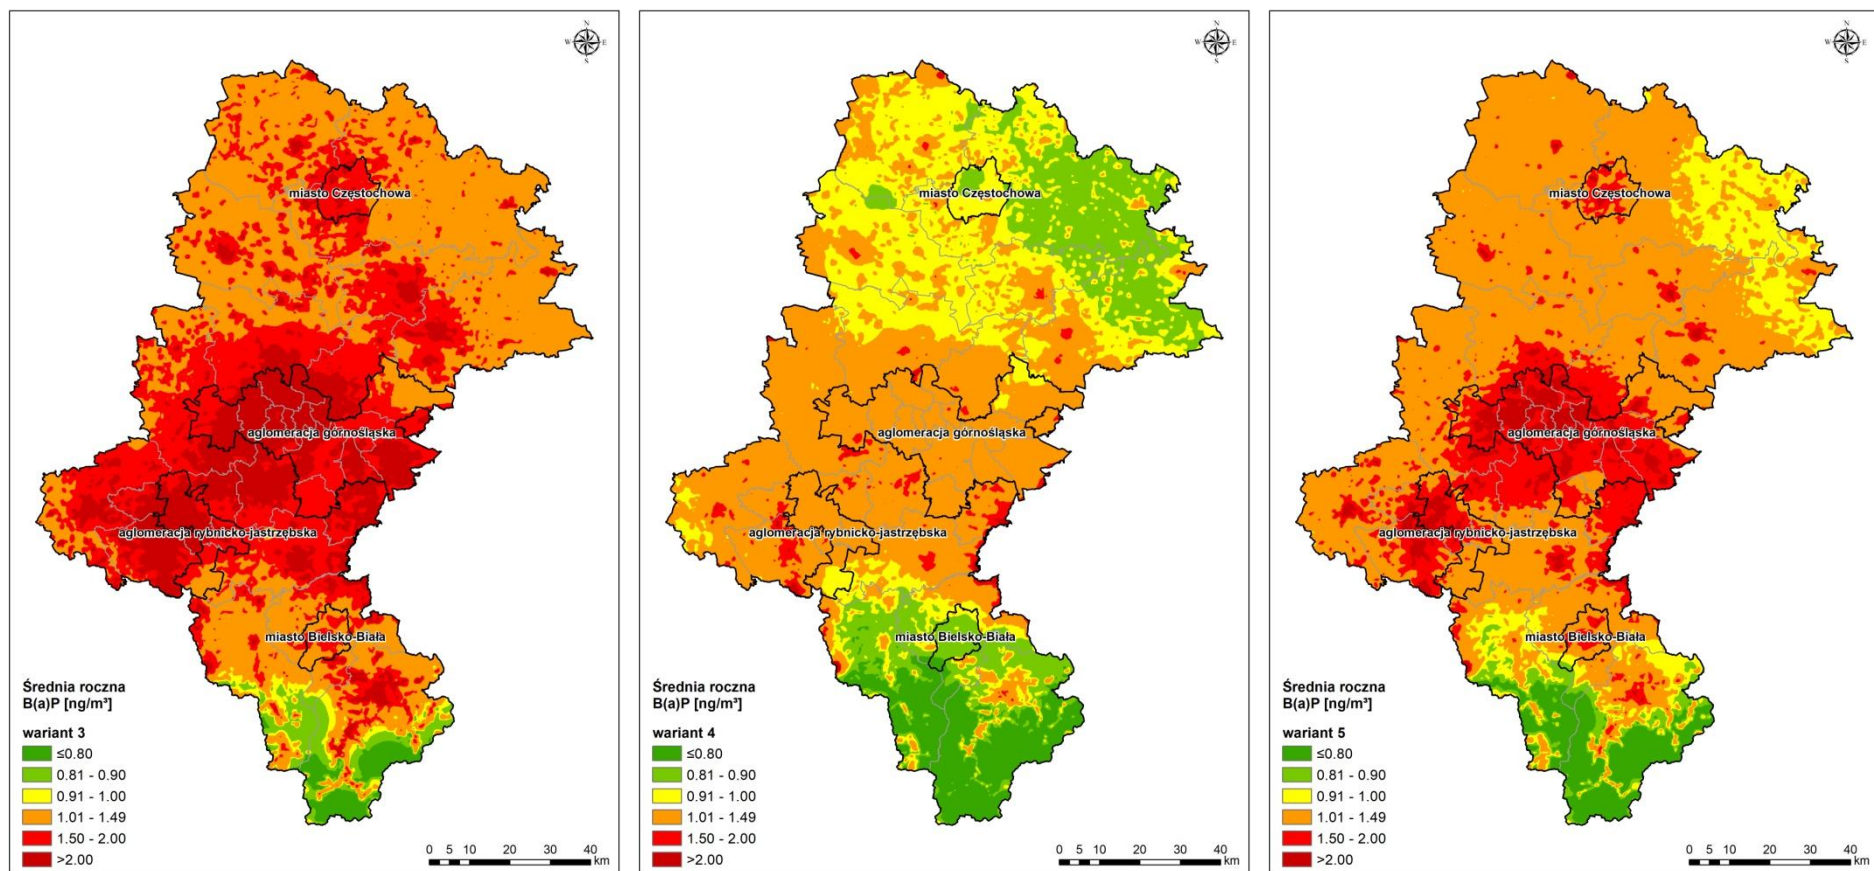 N
W E
S
miasto Częstochowa
aglomeracja górnośląska
aglomeracja rybnicko-jastrzębska
miasto Bielsko-Biała
Średnia roczna
B(a)P [ng/m³]
wariant 3
≤0.80
0.81 - 0.90
0.91 - 1.00
1.01 - 1.49
1.50 - 2.00
>2.00
0 5 10 20 30 40
km
N
W E
S
miasto Częstochowa
aglomeracja górnośląska
aglomeracja rybnicko-jastrzębska
miasto Bielsko-Biała
Średnia roczna
B(a)P [ng/m³]
wariant 4
≤0.80
0.81 - 0.90
0.91 - 1.00
1.01 - 1.49
1.50 - 2.00
>2.00
0 5 10 20 30 40
km
N
W E
S
miasto Częstochowa
aglomeracja górnośląska
aglomeracja rybnicko-jastrzębska
miasto Bielsko-Biała
Średnia roczna
B(a)P [ng/m³]
wariant 5
≤0.80
0.81 - 0.90
0.91 - 1.00
1.01 - 1.49
1.50 - 2.00
>2.00
0 5 10 20 30 40
km